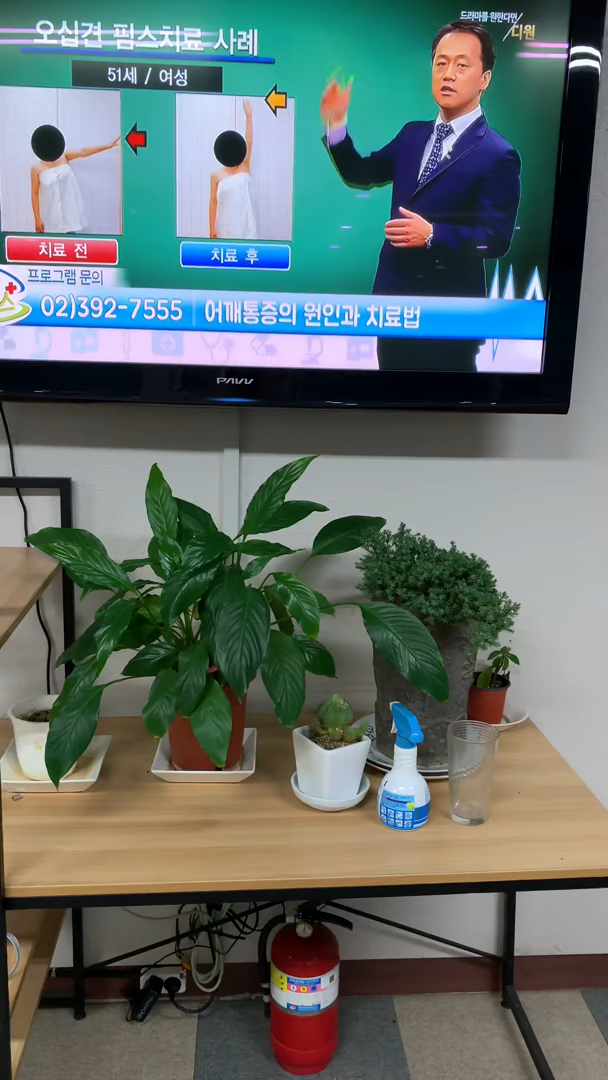 드라마를 원한다면
디원
오십견 핌스치료 사례
51세 / 여성
치료 전
치료 후
프로그램 문의
02)392-7555
어깨통증의 원인과 치료법
PAVV